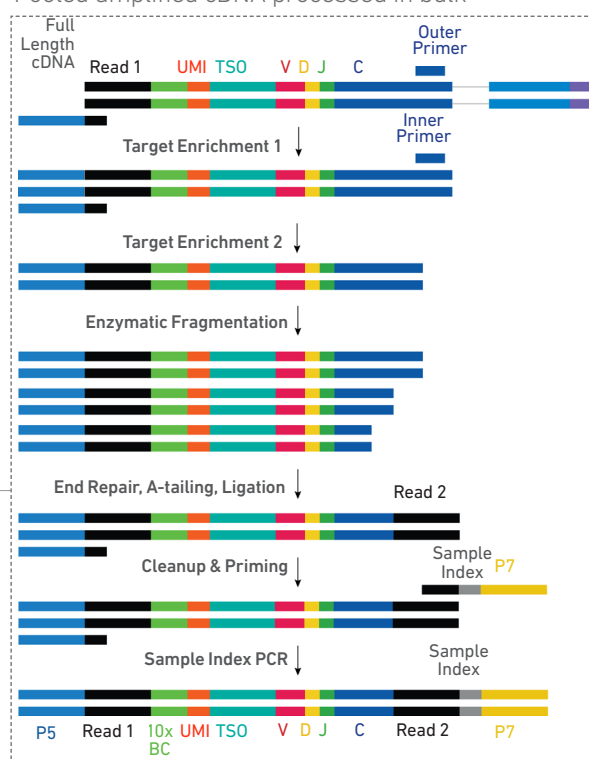 Pooled amplified cDNA processed in bulk
Full
Length
cDNA
Read 1
UMI
TSO
V
D
J
C
Outer
Primer
Target Enrichment 1
Inner
Primer
Target Enrichment 2
Enzymatic Fragmentation
End Repair, A-tailing, Ligation
Read 2
Cleanup & Priming
Sample
Index
P7
Sample Index PCR
Sample
Index
P5
Read 1
10x
BC
UMI
TSO
V
D
J
C
Read 2
P7